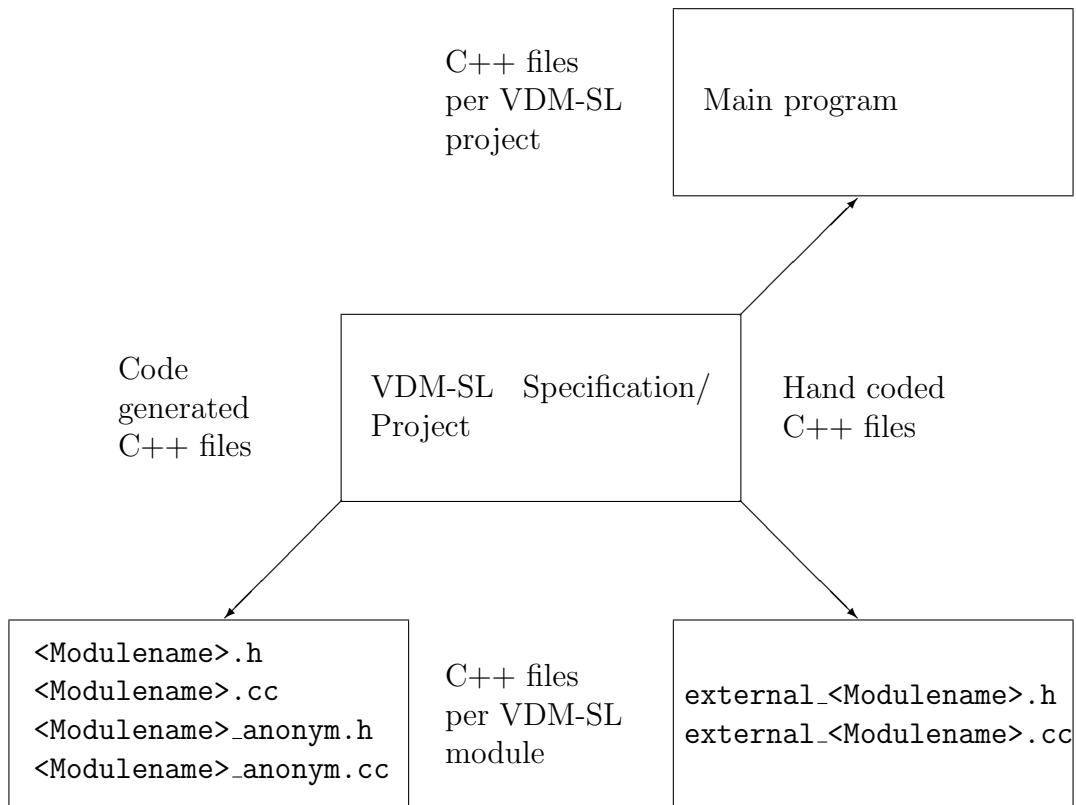 C++ files
per VDM-SL
project
Main program
Code
generated
C++ files
VDM-SL Specification/
Project
Hand coded
C++ files
<Modulename>.h
<Modulename>.cc
<Modulename>_anonym.h
<Modulename>_anonym.cc
C++ files
per VDM-SL
module
external_<Modulename>.h
external_<Modulename>.cc